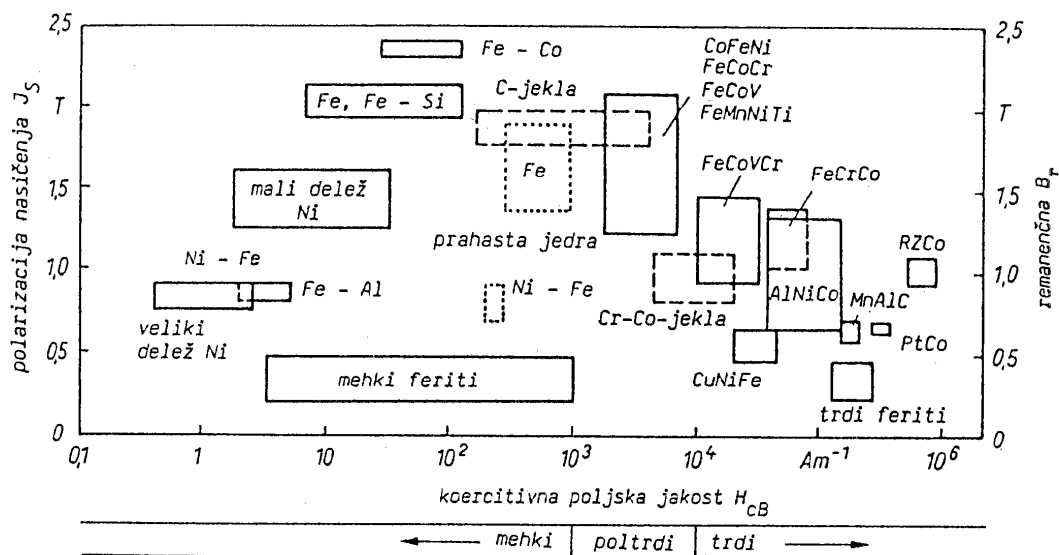 2,5
2,5
Fe - Co
CoFeNi
FeCoCr
FeCoV
FeMnNiTi
C-jekla
polarizacija nasičenja J_S
T
Fe, Fe - Si
T
remanenčna B_r
Fe
FeCoVCr
FeCrCo
1,5
mali delež
Ni
1,5
prahasta jedra
RZCo
Ni - Fe
1,0
Fe - Al
Ni - Fe
1,0
AlNiCo
MnAlC
veliki
delež Ni
Cr-Co-jekla
PtCo
0,5
mehki feriti
CuNiFe
0,5
trdi feriti
0
0
0,1
1
10
10²
10³
10⁴
Am⁻¹
10⁶
koercitivna poljska jakost H_cB
mehki
poltrdi
trdi